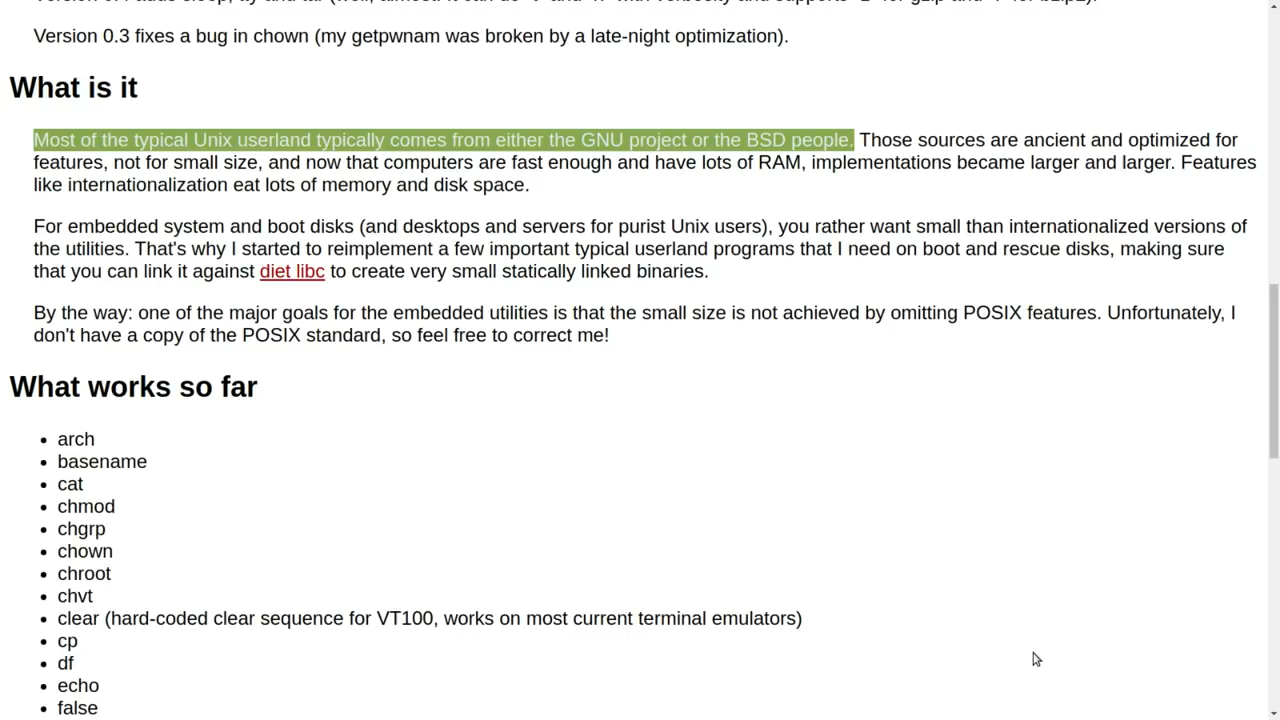 Version 0.3 fixes a bug in chown (my getpwnam was broken by a late-night optimization).
What is it
Most of the typical Unix userland typically comes from either the GNU project or the BSD people. Those sources are ancient and optimized for
features, not for small size, and now that computers are fast enough and have lots of RAM, implementations became larger and larger. Features
like internationalization eat lots of memory and disk space.
For embedded system and boot disks (and desktops and servers for purist Unix users), you rather want small than internationalized versions of
the utilities. That's why I started to reimplement a few important typical userland programs that I need on boot and rescue disks, making sure
that you can link it against diet libc to create very small statically linked binaries.
By the way: one of the major goals for the embedded utilities is that the small size is not achieved by omitting POSIX features. Unfortunately, I
don't have a copy of the POSIX standard, so feel free to correct me!
What works so far
• arch
• basename
• cat
• chmod
• chgrp
• chown
• chroot
• chvt
• clear (hard-coded clear sequence for VT100, works on most current terminal emulators)
• cp
• df
• echo
• false